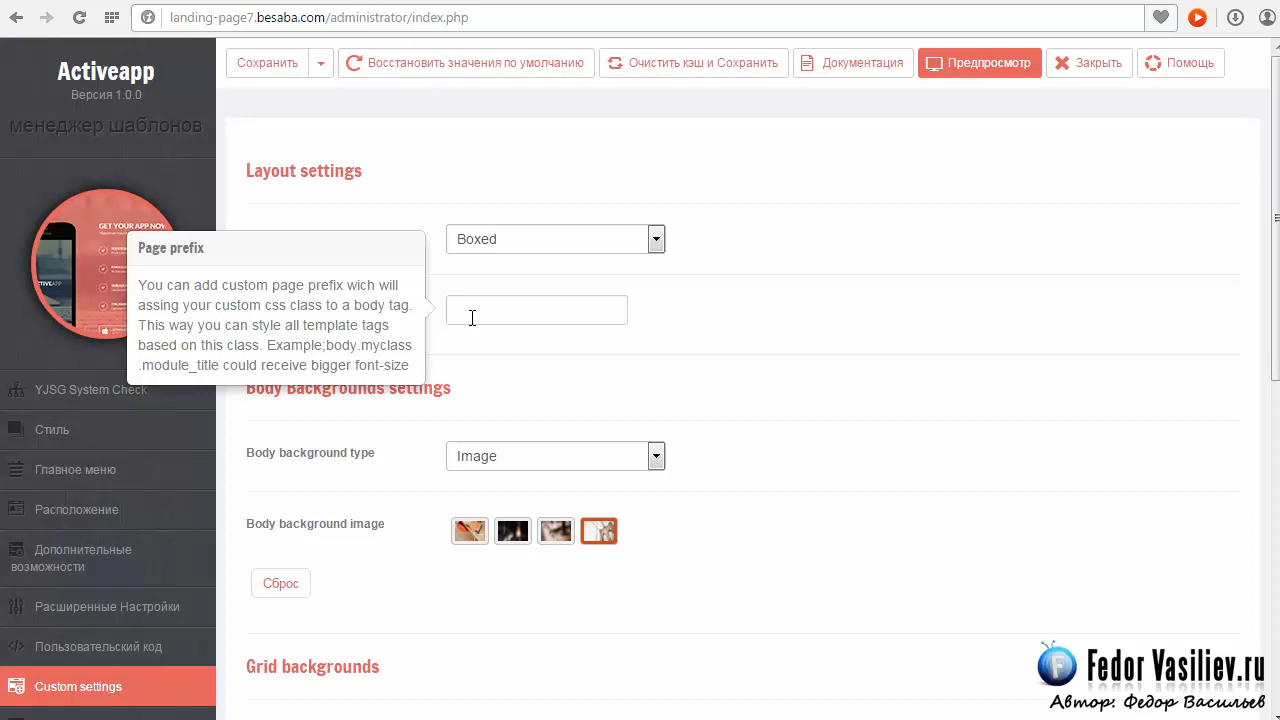 landing-page7.besaba.com/administrator/index.php
Activeapp
Версия 1.0.0
менеджер шаблонов
GET YOUR APP NOW
YJSG System Check
Стиль
Главное меню
Расположение
Дополнительные
возможности
Расширенные Настройки
Пользовательский код
Custom settings
Сохранить
Восстановить значения по умолчанию
Очистить кэш и Сохранить
Документация
Предпросмотр
Закрыть
Помощь
Layout settings
Boxed
Page prefix
You can add custom page prefix wich will
assing your custom css class to a body tag.
This way you can style all template tags
based on this class. Example;body.myclass
.module_title could receive bigger font-size
Body Backgrounds settings
Body background type
Image
Body background image
Сброс
Grid backgrounds
Fedor Vasiliev.ru
Автор: Федор Васильев